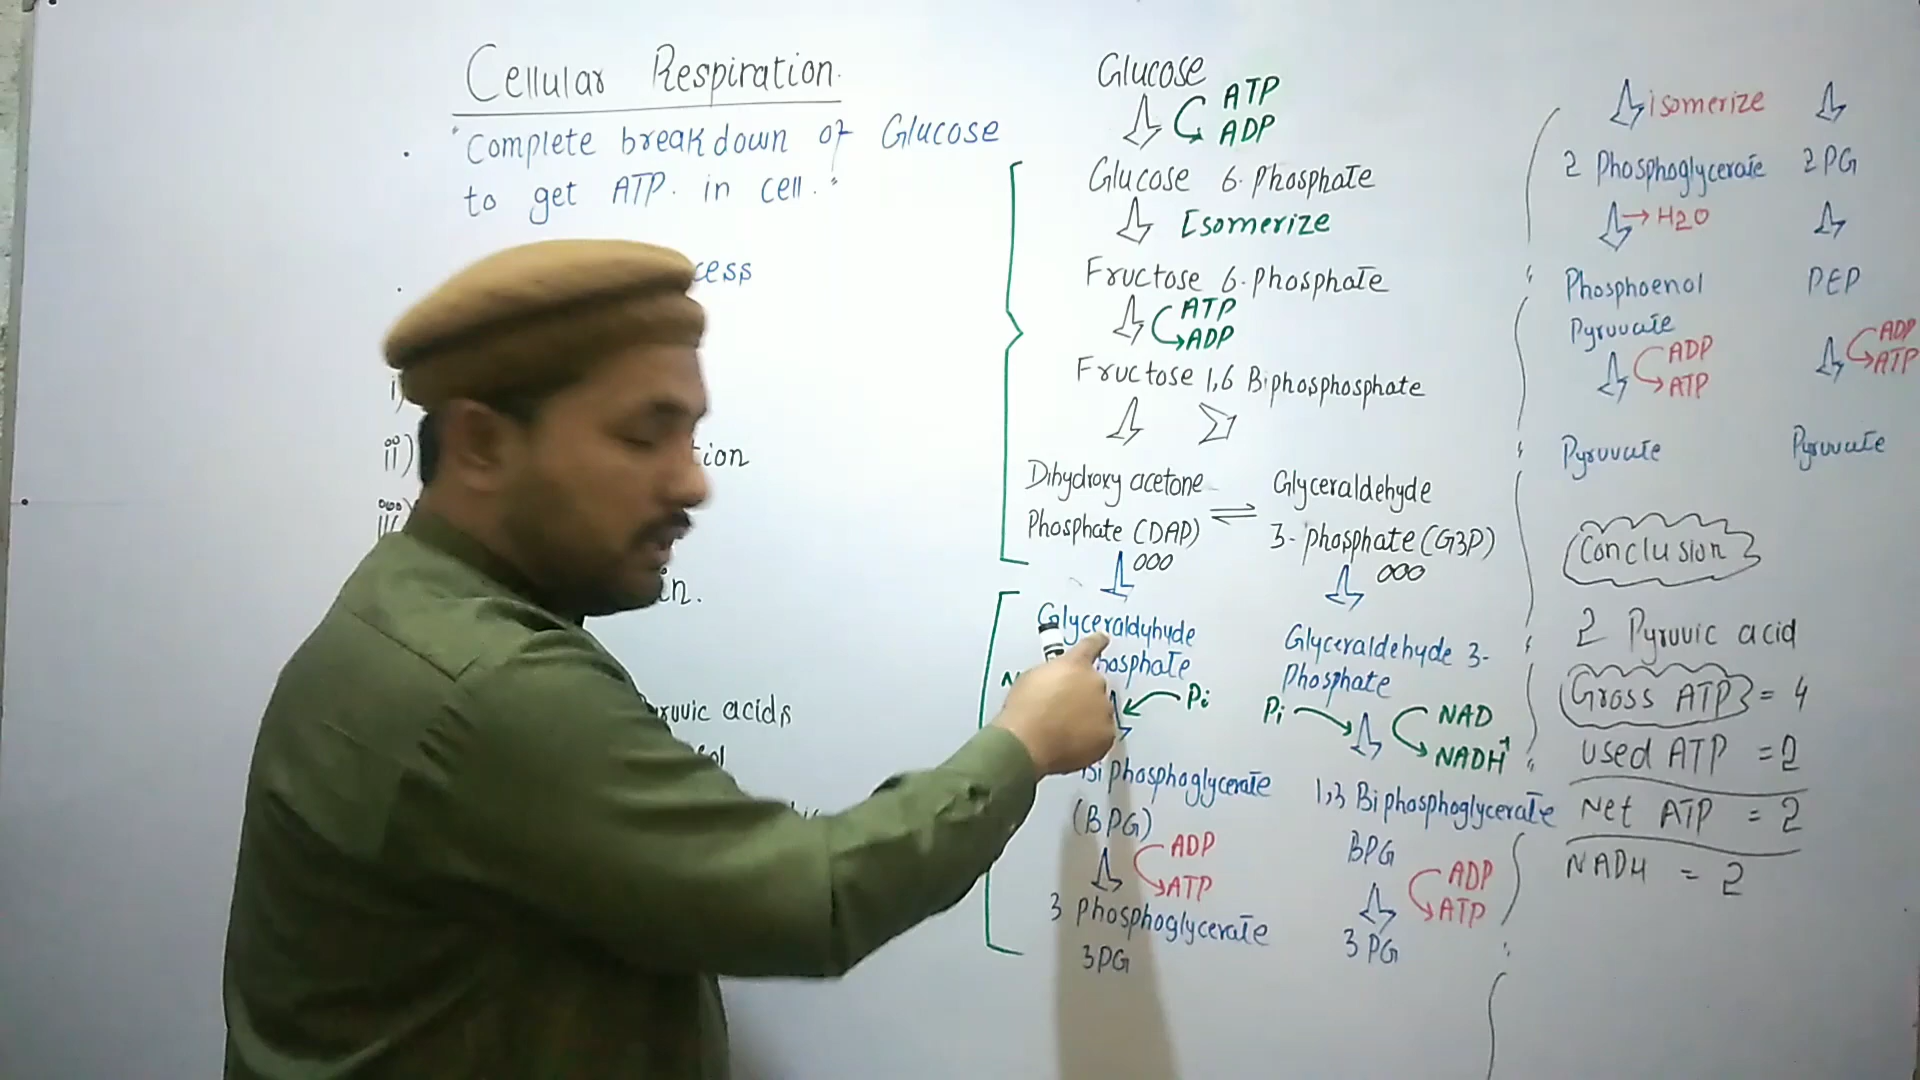 Cellular Respiration.
"Complete breakdown of Glucose
to get ATP. in cell."
i)
ii)
iii)
acids
Glucose
ATP
ADP
Glucose 6-Phosphate
Isomerize
Fructose 6-Phosphate
ATP
ADP
Fructose 1,6 Biphosphosphate
Dihydroxy acetone
Phosphate (DAP)
Glyceraldehyde
3-phosphate (G3P)
Glyceraldyhyde
Pi
(BPG)
ADP
ATP
3 Phosphoglycerate
3PG
Glyceraldehyde 3-
Phosphate
Pi
NAD
NADH+
1,3 Biphosphoglycerate
BPG
ADP
ATP
3 PG
isomerize
2 Phosphoglycerate
H2O
Phosphoenol
Pyruvate
ADP
ATP
Pyruvate
2PG
PEP
ADP
ATP
Pyruvate
Conclusion
2 Pyruvic acid
Gross ATP = 4
used ATP = 2
Net ATP = 2
NADH = 2